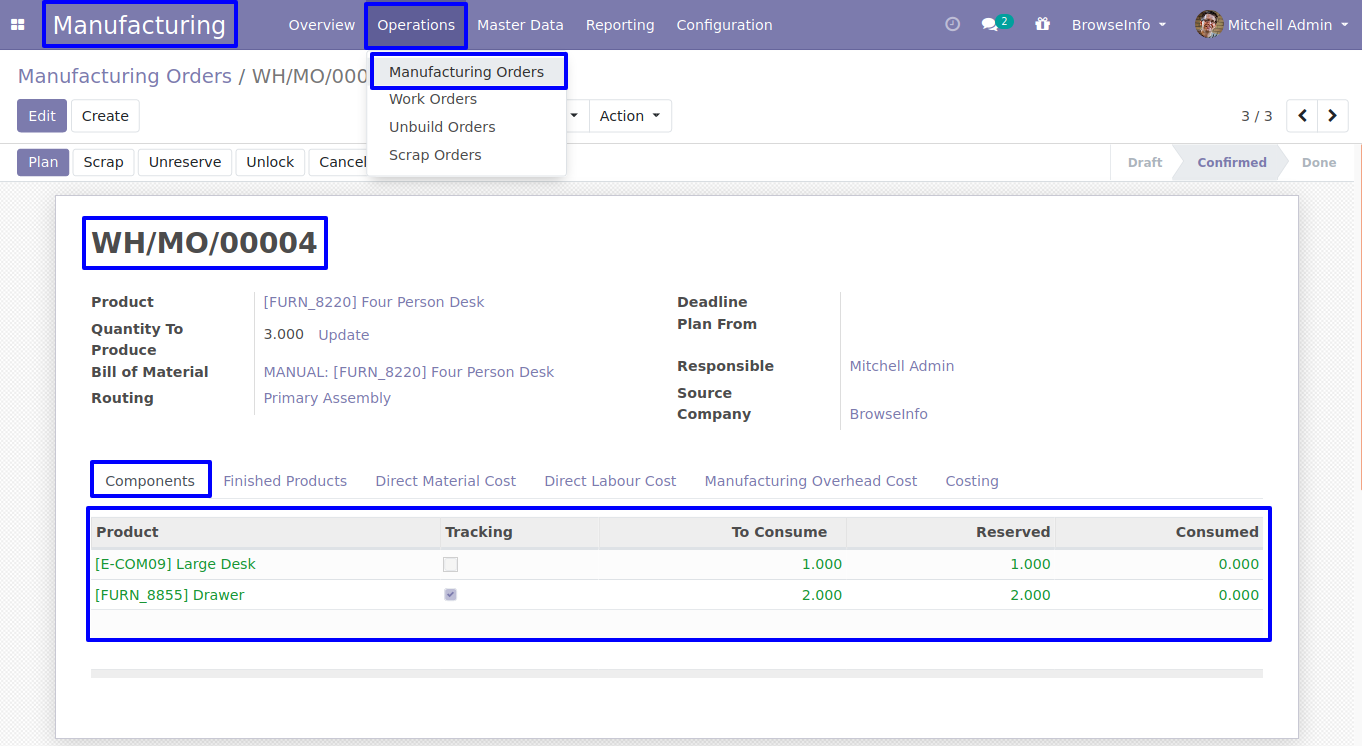 Manufacturing Overview Operations Master Data Reporting Configuration 2 BrowseInfo Mitchell Admin
Manufacturing Orders / WH/MO/000
Manufacturing Orders
Work Orders
Unbuild Orders
Scrap Orders
Edit Create Action 3 / 3
Plan Scrap Unreserve Unlock Cancel Draft Confirmed Done
WH/MO/00004
Product [FURN_8220] Four Person Desk
Quantity To Produce 3.000 Update
Bill of Material MANUAL: [FURN_8220] Four Person Desk
Routing Primary Assembly
Deadline
Plan From
Responsible Mitchell Admin
Source
Company BrowseInfo
Components Finished Products Direct Material Cost Direct Labour Cost Manufacturing Overhead Cost Costing
Product Tracking To Consume Reserved Consumed
[E-COM09] Large Desk 1.000 1.000 0.000
[FURN_8855] Drawer 2.000 2.000 0.000